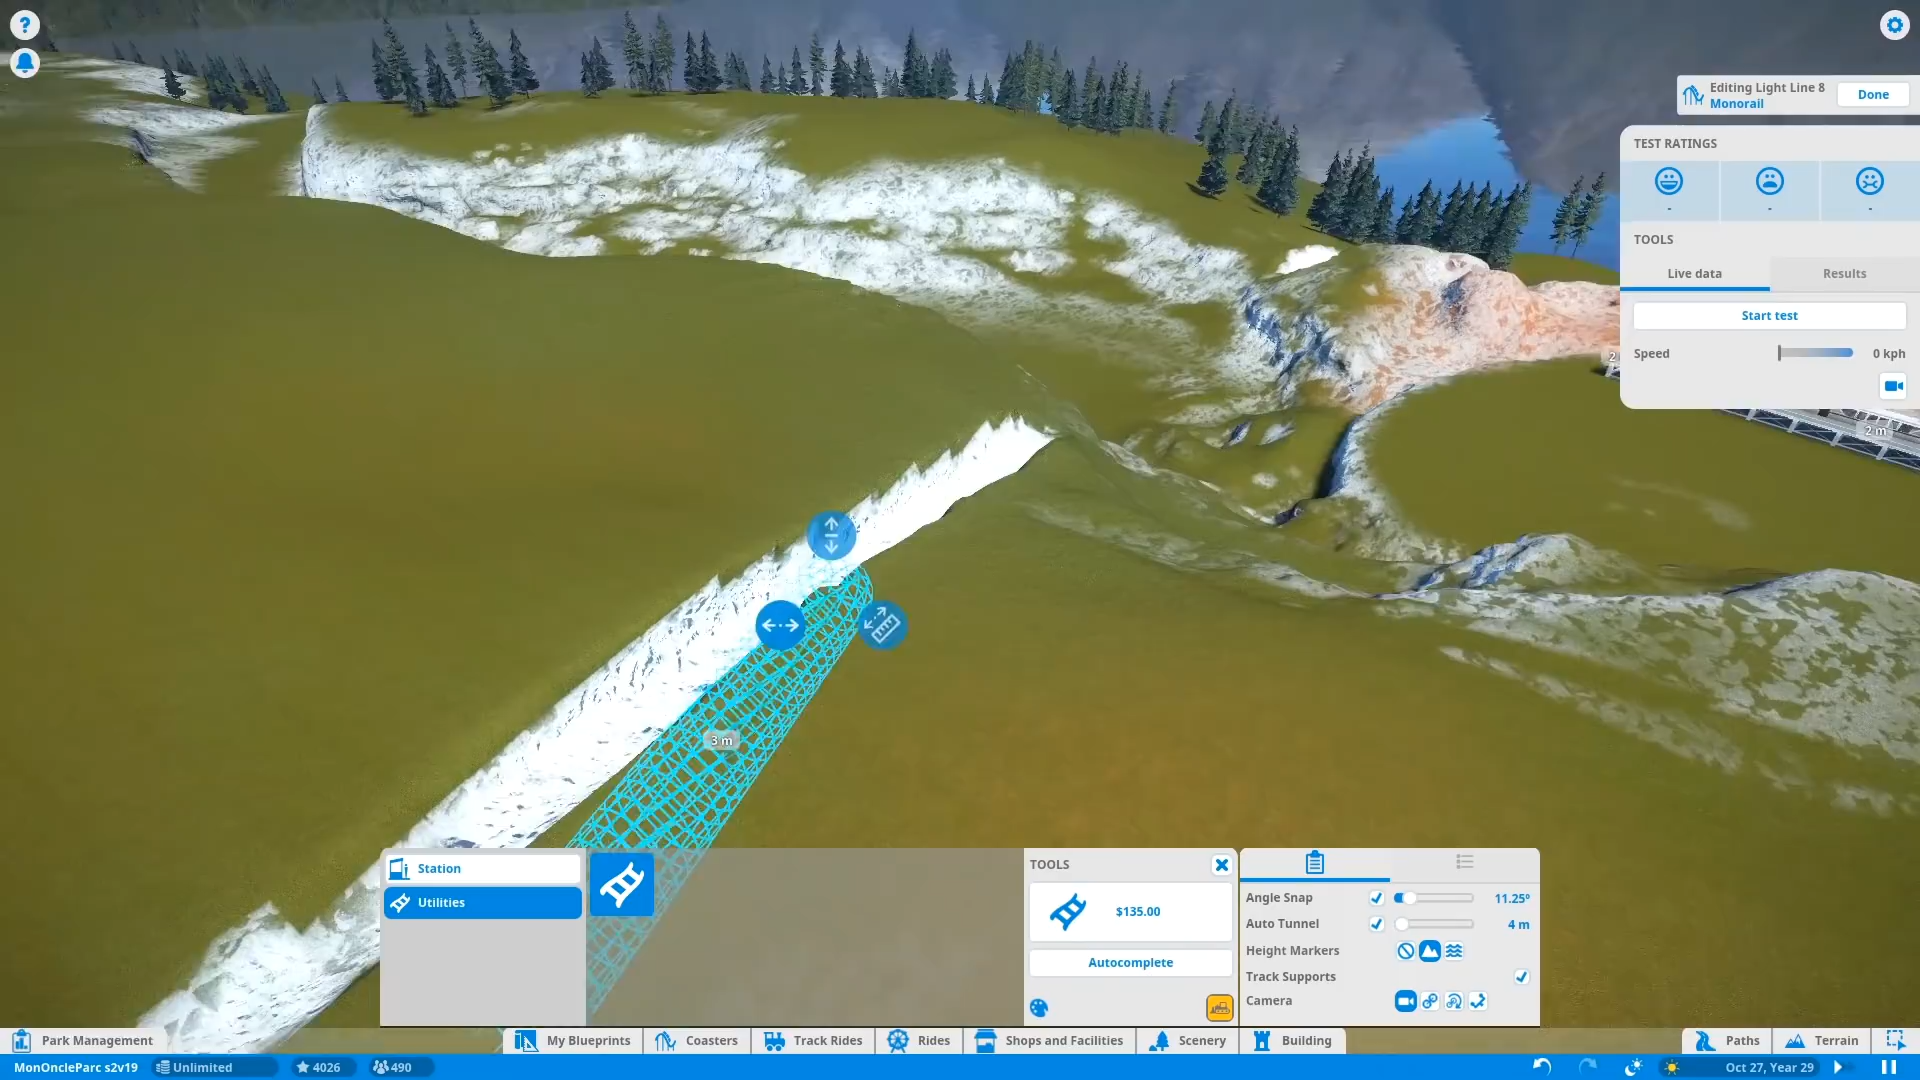 ?
Editing Light Line 8
Monorail
Done
TEST RATINGS
- - -
TOOLS
Live data
Results
Start test
Speed
0 kph
2
2 m
3 m
Station
Utilities
TOOLS
$135.00
Autocomplete
Angle Snap
11.25°
Auto Tunnel
4 m
Height Markers
Track Supports
Camera
Park Management
My Blueprints
Coasters
Track Rides
Rides
Shops and Facilities
Scenery
Building
Paths
Terrain
MonOncleParc s2v19
Unlimited
4026
490
Oct 27, Year 29